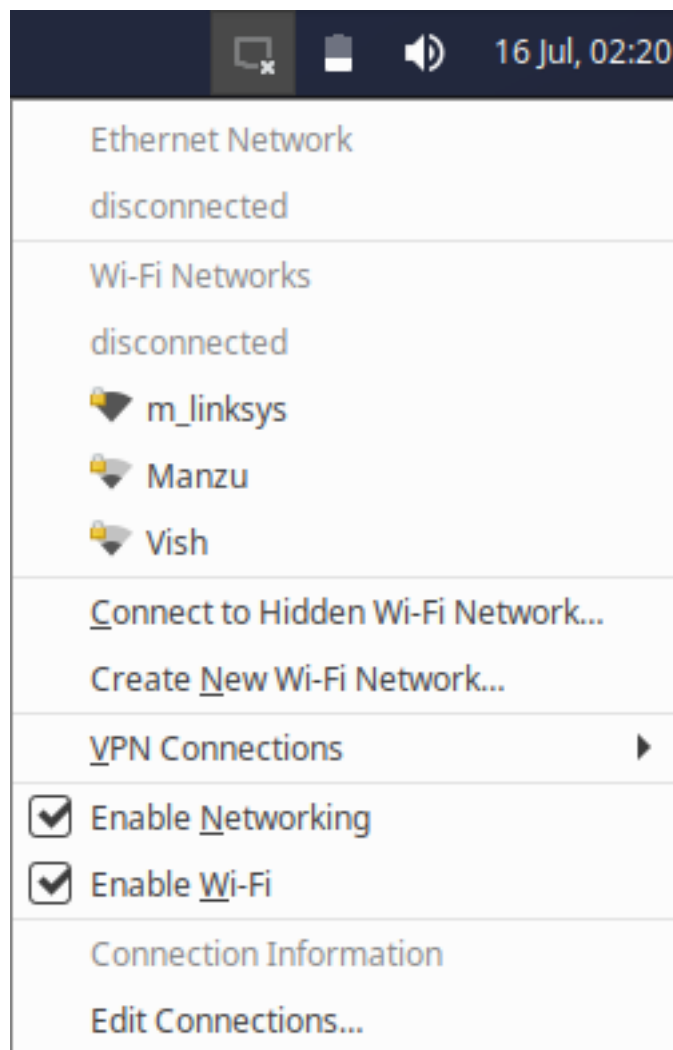 16 Jul, 02:20
Ethernet Network
disconnected
Wi-Fi Networks
disconnected
m_linksys
Manzu
Vish
Connect to Hidden Wi-Fi Network...
Create New Wi-Fi Network...
VPN Connections
Enable Networking
Enable Wi-Fi
Connection Information
Edit Connections...